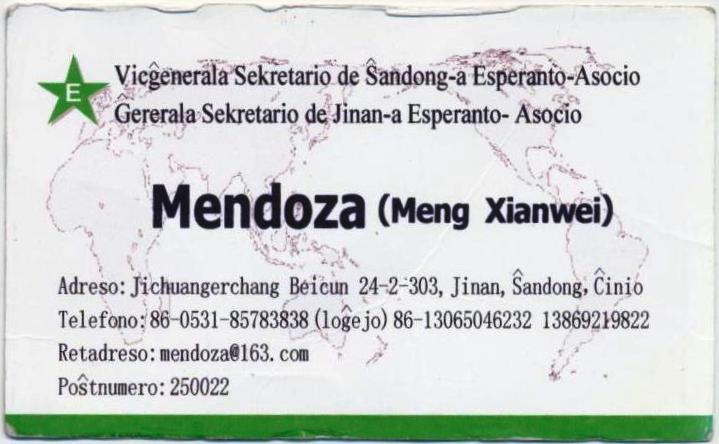 E
Vicĝenerala Sekretario de Ŝandong-a Esperanto-Asocio
Ĝererala Sekretario de Jinan-a Esperanto- Asocio
Mendoza (Meng Xianwei)
Adreso: Jichuangerchang Beicun 24-2-303, Jinan, Ŝandong, Ĉinio
Telefono: 86-0531-85783838 (loĝejo) 86-13065046232 13869219822
Retadreso: mendoza@163.com
Poŝtnumero: 250022